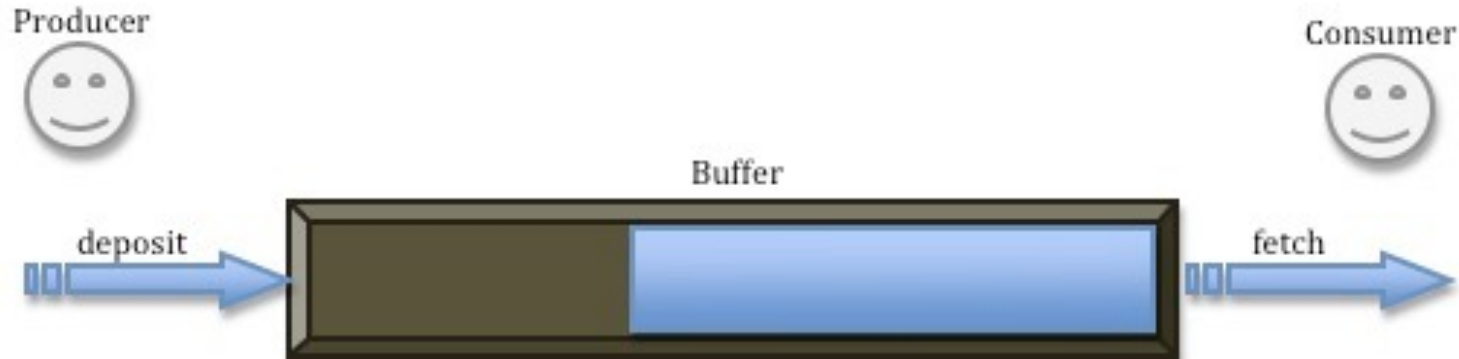 Producer
Consumer
Buffer
deposit
fetch